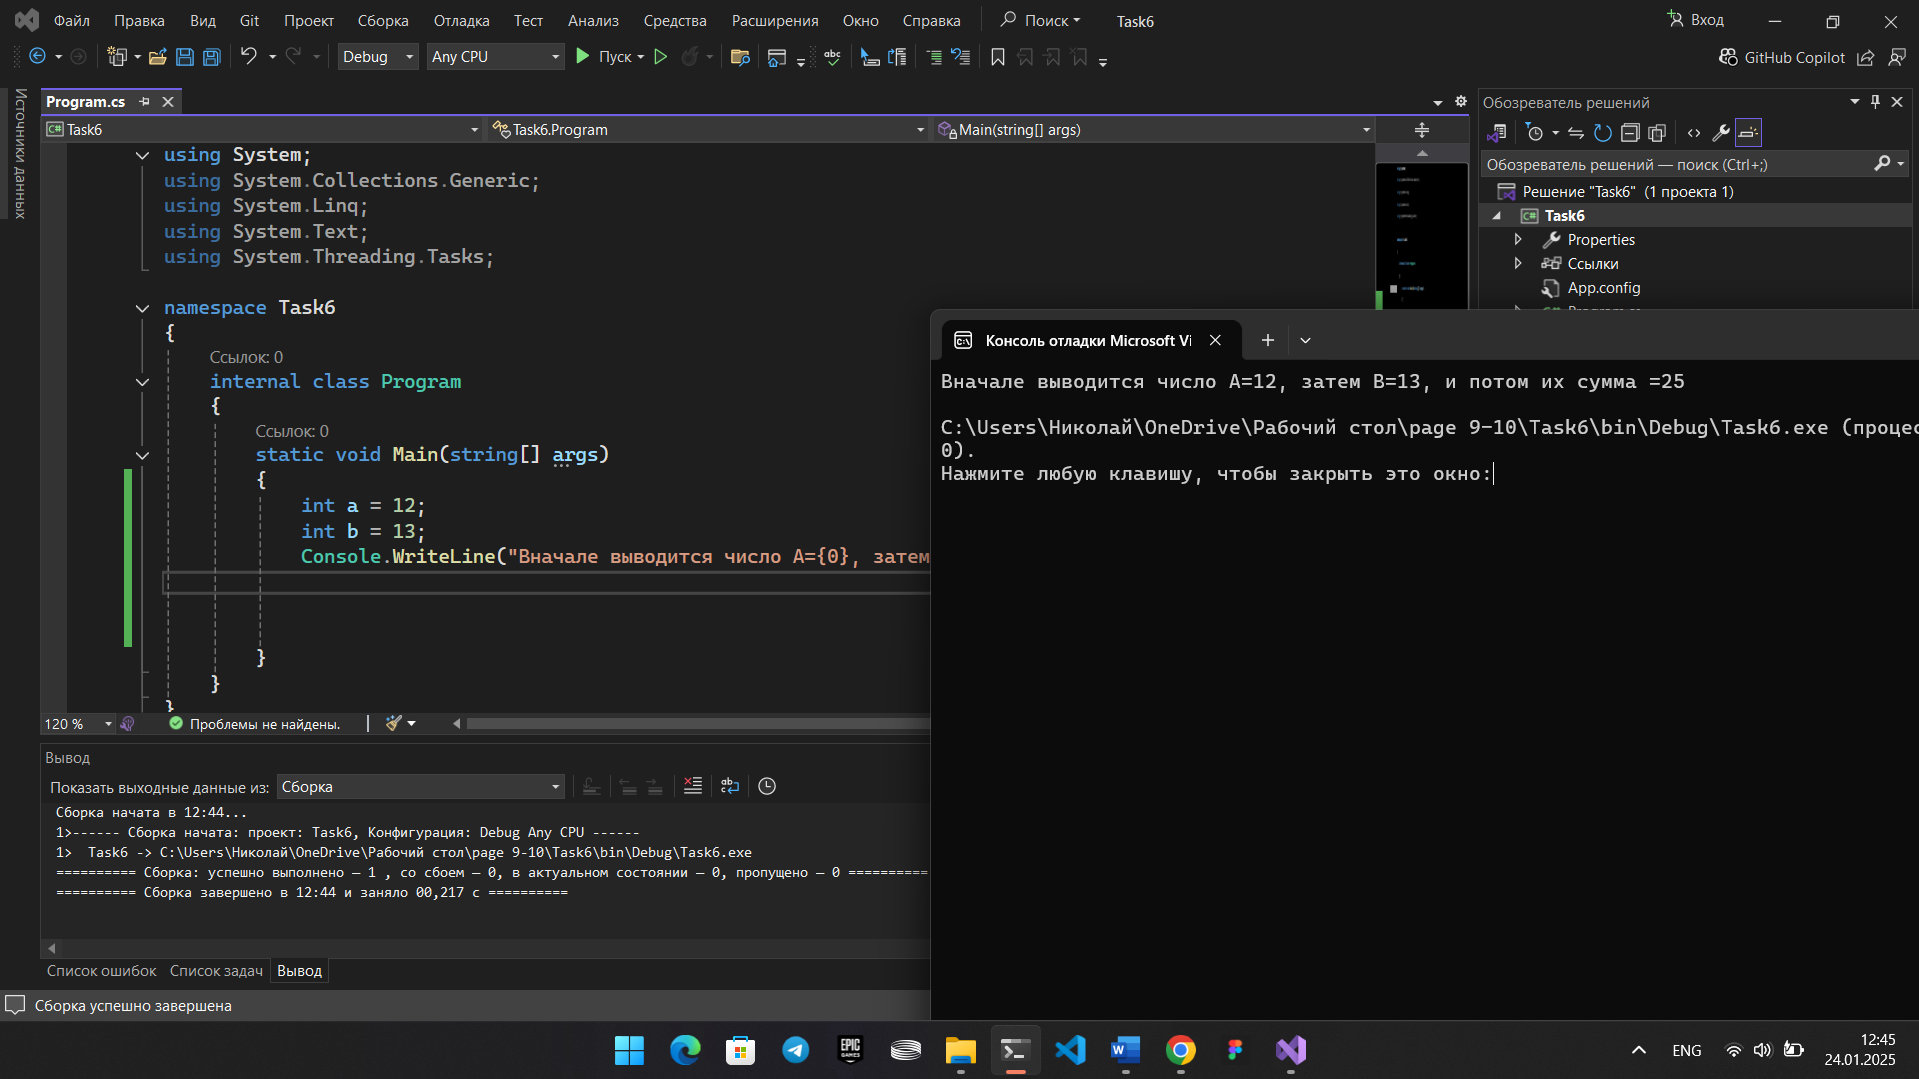 Файл Правка Вид Git Проект Сборка Отладка Тест Анализ Средства Расширения Окно Справка Поиск Task6 Вход
Debug Any CPU Пуск GitHub Copilot
Источники данных
Program.cs
Task6 Task6.Program Main(string[] args)
using System;
using System.Collections.Generic;
using System.Linq;
using System.Text;
using System.Threading.Tasks;
namespace Task6
{
Ссылок: 0
internal class Program
{
Ссылок: 0
static void Main(string[] args)
{
int a = 12;
int b = 13;
Console.WriteLine("Вначале выводится число A={0}, затем
}
}
}
120 % Проблемы не найдены.
Обозреватель решений
Обозреватель решений — поиск (Ctrl+;)
Решение "Task6" (1 проекта 1)
Task6
Properties
Ссылки
App.config
Консоль отладки Microsoft Vi
Вначале выводится число A=12, затем B=13, и потом их сумма =25
C:\Users\Николай\OneDrive\Рабочий стол\page 9-10\Task6\bin\Debug\Task6.exe (процес
0).
Нажмите любую клавишу, чтобы закрыть это окно:
Вывод
Показать выходные данные из: Сборка
Сборка начата в 12:44...
1>------ Сборка начата: проект: Task6, Конфигурация: Debug Any CPU ------
1>  Task6 -> C:\Users\Николай\OneDrive\Рабочий стол\page 9-10\Task6\bin\Debug\Task6.exe
========== Сборка: успешно выполнено – 1 , со сбоем – 0, в актуальном состоянии – 0, пропущено – 0 ==========
========== Сборка завершено в 12:44 и заняло 00,217 с ==========
Список ошибок Список задач Вывод
Сборка успешно завершена
EPIC GAMES
ENG
12:45
24.01.2025